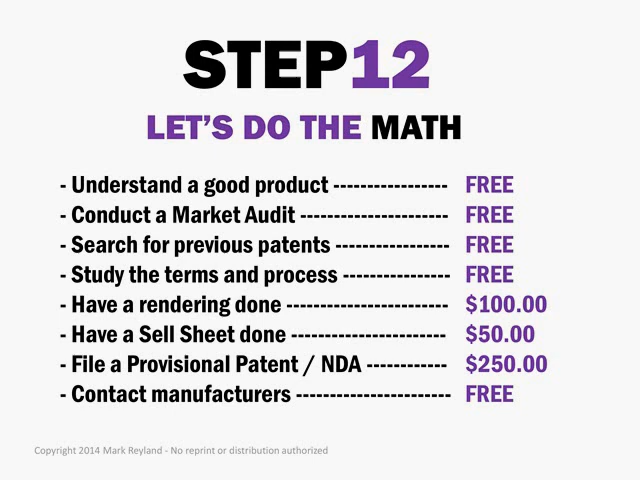 STEP12
LET'S DO THE MATH
- Understand a good product ----------------- FREE
- Conduct a Market Audit ---------------------- FREE
- Search for previous patents ----------------- FREE
- Study the terms and process ---------------- FREE
- Have a rendering done ------------------------ $100.00
- Have a Sell Sheet done ----------------------- $50.00
- File a Provisional Patent / NDA ------------ $250.00
- Contact manufacturers ----------------------- FREE
Copyright 2014 Mark Reyland - No reprint or distribution authorized